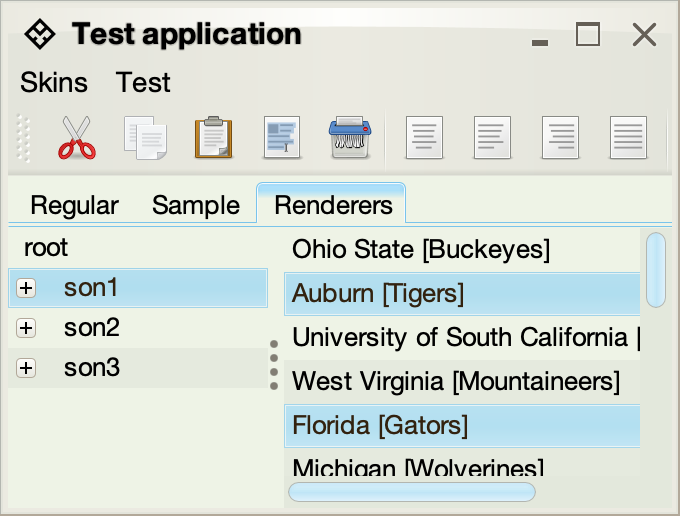 Test application
Skins Test
Regular Sample Renderers
root
son1
son2
son3
Ohio State [Buckeyes]
Auburn [Tigers]
University of South California [
West Virginia [Mountaineers]
Florida [Gators]
Michigan [Wolverines]